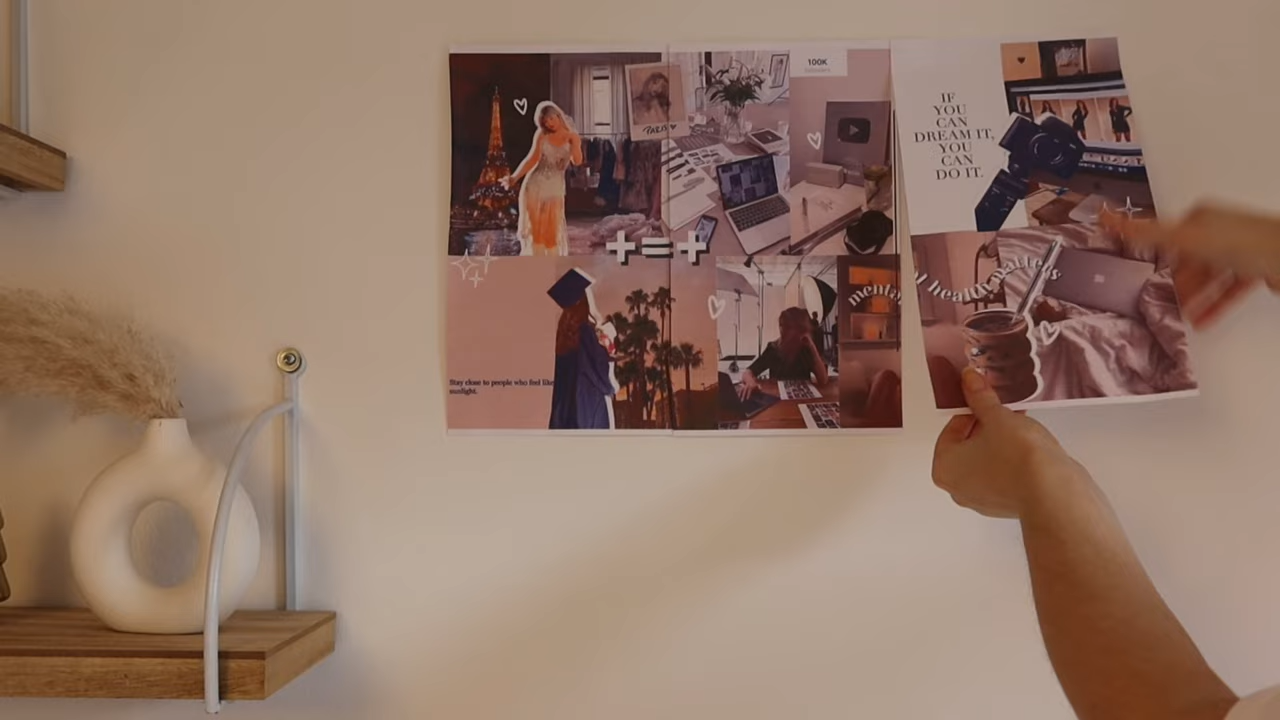 PARIS
100K
IF
YOU
CAN
DREAM IT,
YOU
CAN
DO IT.
+=+
mental health matters
Stay close to people who feel like
sunlight.